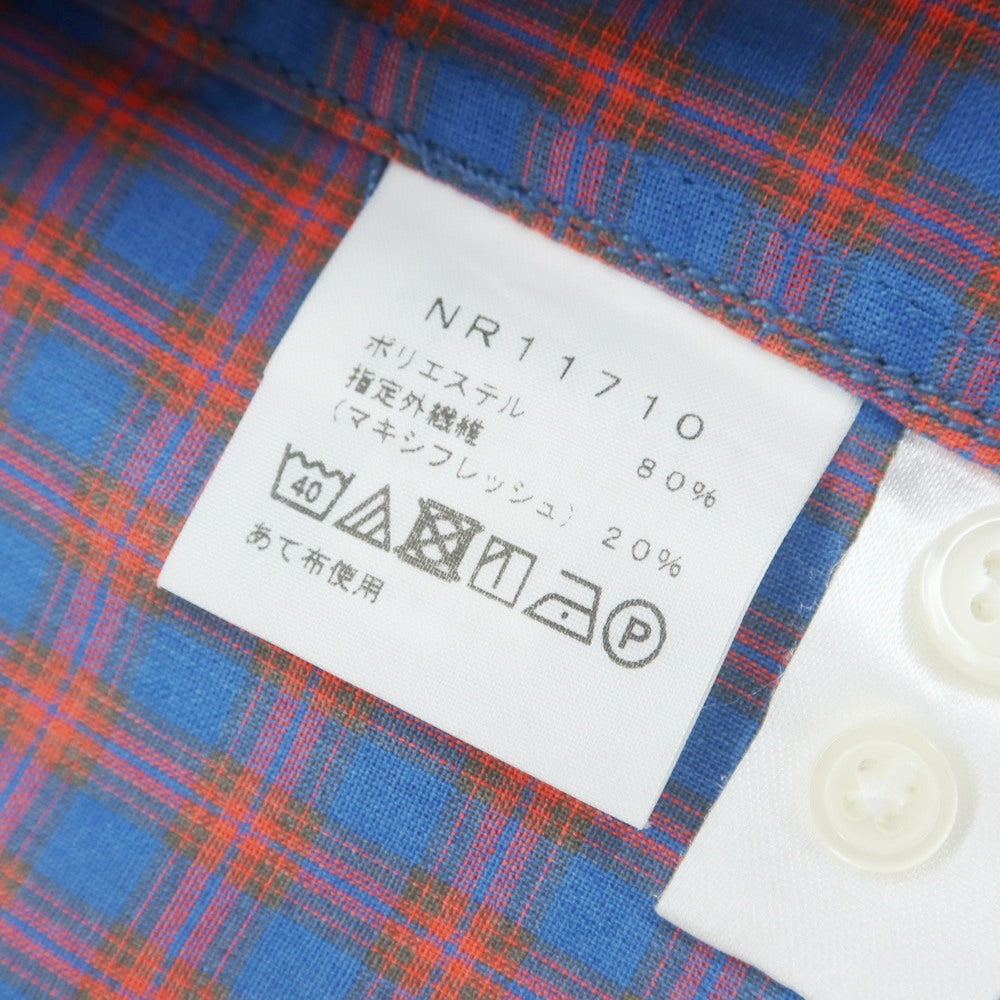 NR11710
ポリエステル 80%
指定外繊維
(マキシフレッシュ) 20%
40 P
あて布使用